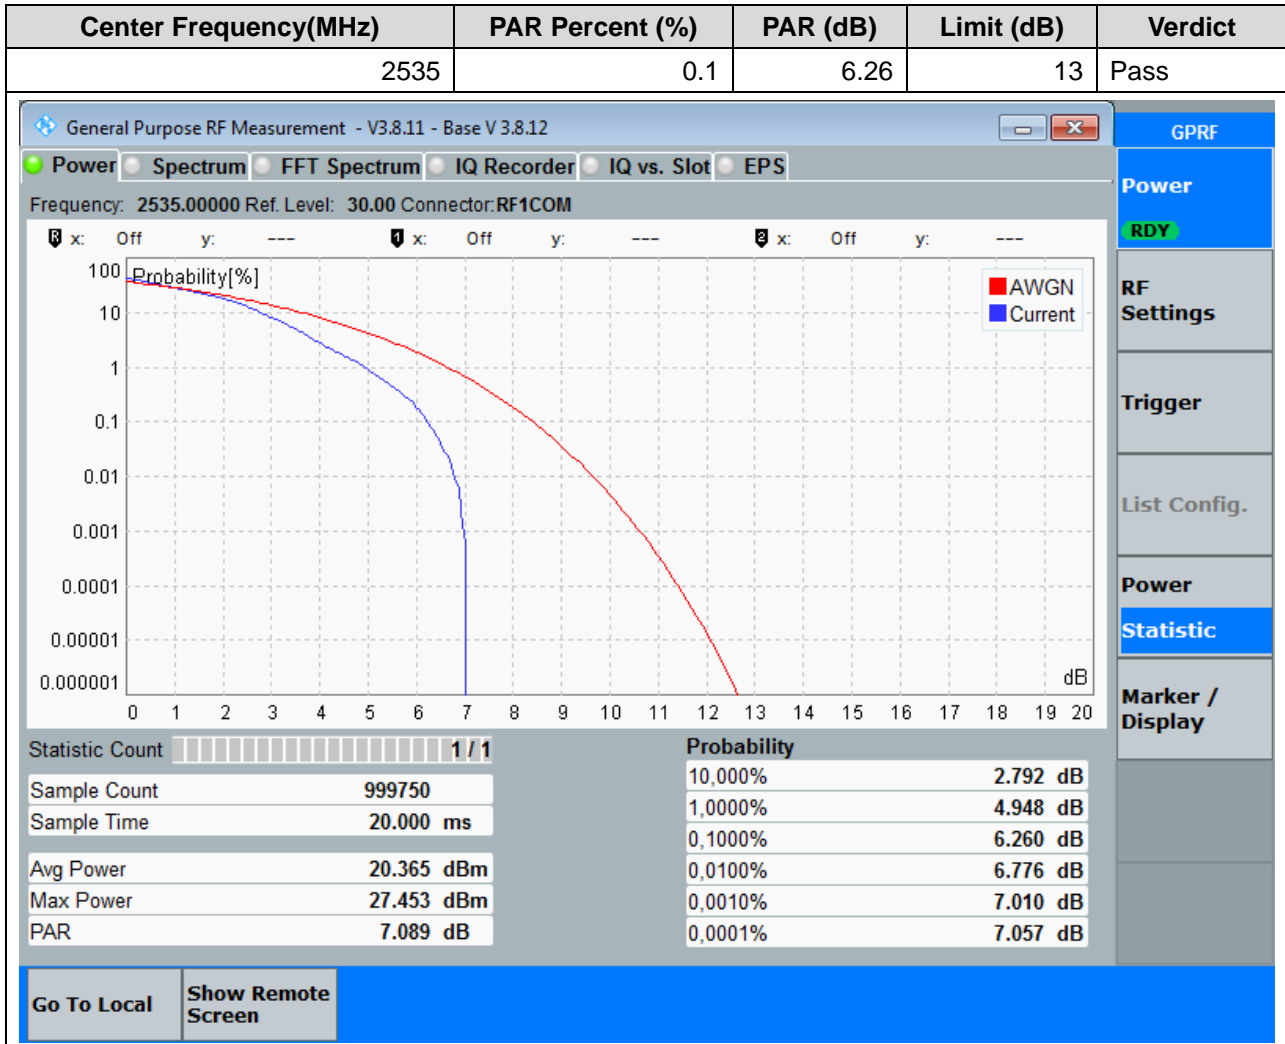 Center Frequency(MHz) PAR Percent (%) PAR (dB) Limit (dB) Verdict
2535 0.1 6.26 13 Pass
General Purpose RF Measurement - V3.8.11 - Base V 3.8.12
GPRF
Power Spectrum FFT Spectrum IQ Recorder IQ vs. Slot EPS
Power
RDY
Frequency: 2535.00000 Ref. Level: 30.00 Connector: RF1COM
R x: Off y: --- 1 x: Off y: --- 2 x: Off y: ---
Probability[%]
AWGN
Current
100
10
1
0.1
0.01
0.001
0.0001
0.00001
0.000001
dB
0 1 2 3 4 5 6 7 8 9 10 11 12 13 14 15 16 17 18 19 20
RF
Settings
Trigger
List Config.
Power
Statistic
Marker /
Display
Statistic Count 1 / 1
Sample Count 999750
Sample Time 20.000 ms
Avg Power 20.365 dBm
Max Power 27.453 dBm
PAR 7.089 dB
Probability
10,000% 2.792 dB
1,0000% 4.948 dB
0,1000% 6.260 dB
0,0100% 6.776 dB
0,0010% 7.010 dB
0,0001% 7.057 dB
Go To Local
Show Remote
Screen